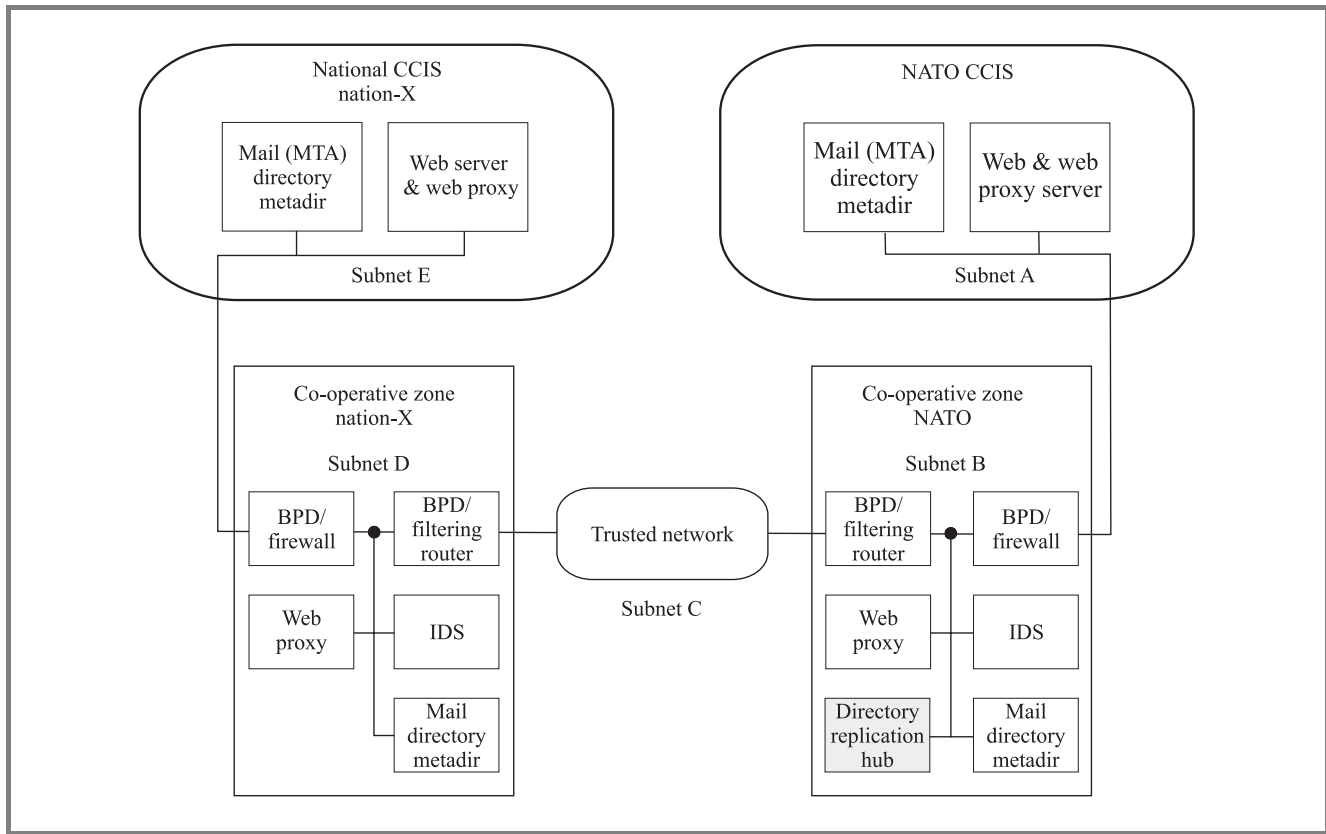 National CCIS
nation-X
Mail (MTA)
directory
metadir
Web server
& web proxy
Subnet E
NATO CCIS
Mail (MTA)
directory
metadir
Web & web
proxy server
Subnet A
Co-operative zone
nation-X
Subnet D
BPD/
firewall
BPD/
filtering
router
Web
proxy
IDS
Mail
directory
metadir
Trusted network
Subnet C
Co-operative zone
NATO
Subnet B
BPD/
filtering
router
BPD/
firewall
Web
proxy
IDS
Directory
replication
hub
Mail
directory
metadir